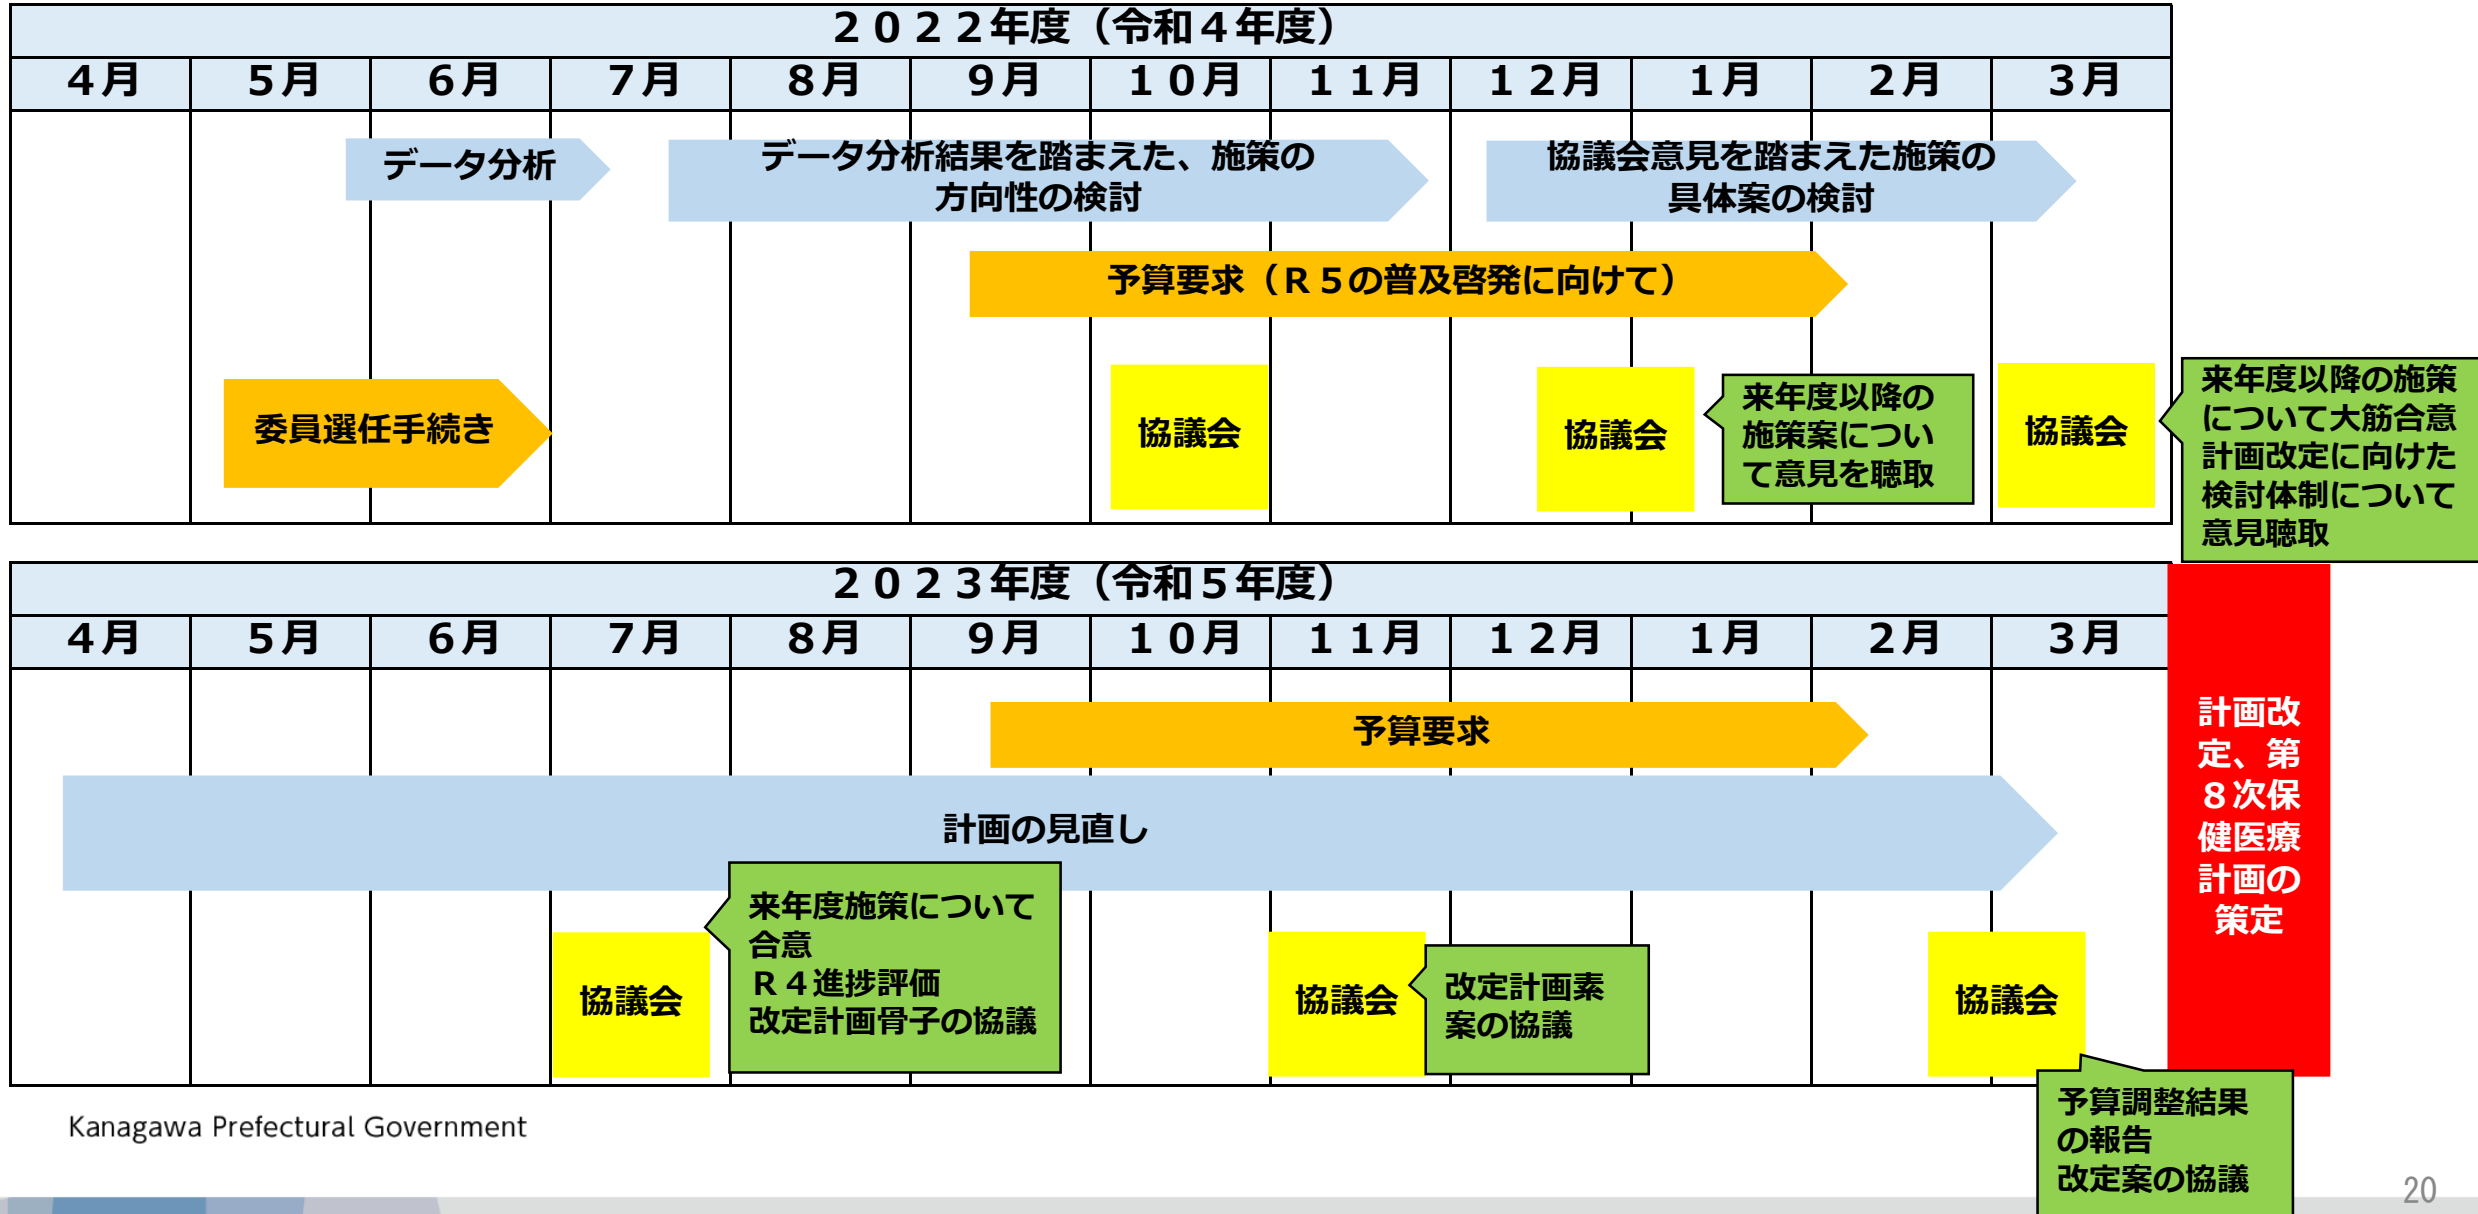 ２０２２年度（令和４年度）
４月 ５月 ６月 ７月 ８月 ９月 １０月 １１月 １２月 １月 ２月 ３月
データ分析
データ分析結果を踏まえた、施策の
方向性の検討
協議会意見を踏まえた施策の
具体案の検討
予算要求（Ｒ５の普及啓発に向けて）
委員選任手続き
協議会
協議会
来年度以降の
施策案につい
て意見を聴取
協議会
来年度以降の施策
について大筋合意
計画改定に向けた
検討体制について
意見聴取
２０２３年度（令和５年度）
４月 ５月 ６月 ７月 ８月 ９月 １０月 １１月 １２月 １月 ２月 ３月
予算要求
計画の見直し
協議会
来年度施策について
合意
Ｒ４進捗評価
改定計画骨子の協議
協議会
改定計画素
案の協議
協議会
予算調整結果
の報告
改定案の協議
計画改
定、第
８次保
健医療
計画の
策定
Kanagawa Prefectural Government
20